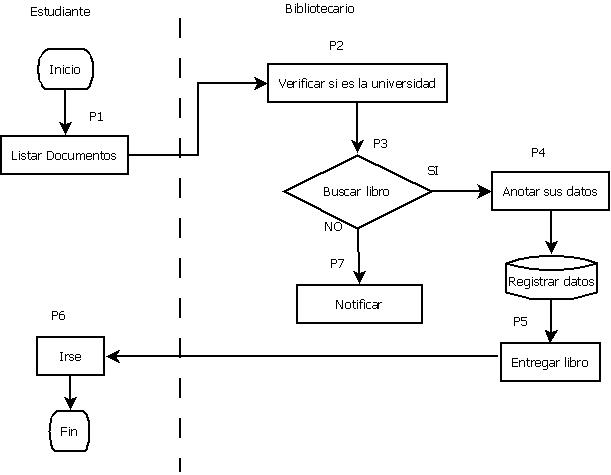 Estudiante
Bibliotecario
Inicio
P1
Listar Documentos
P2
Verificar si es la universidad
P3
Buscar libro
SI
NO
P4
Anotar sus datos
Registrar datos
P7
Notificar
P5
Entregar libro
P6
Irse
Fin